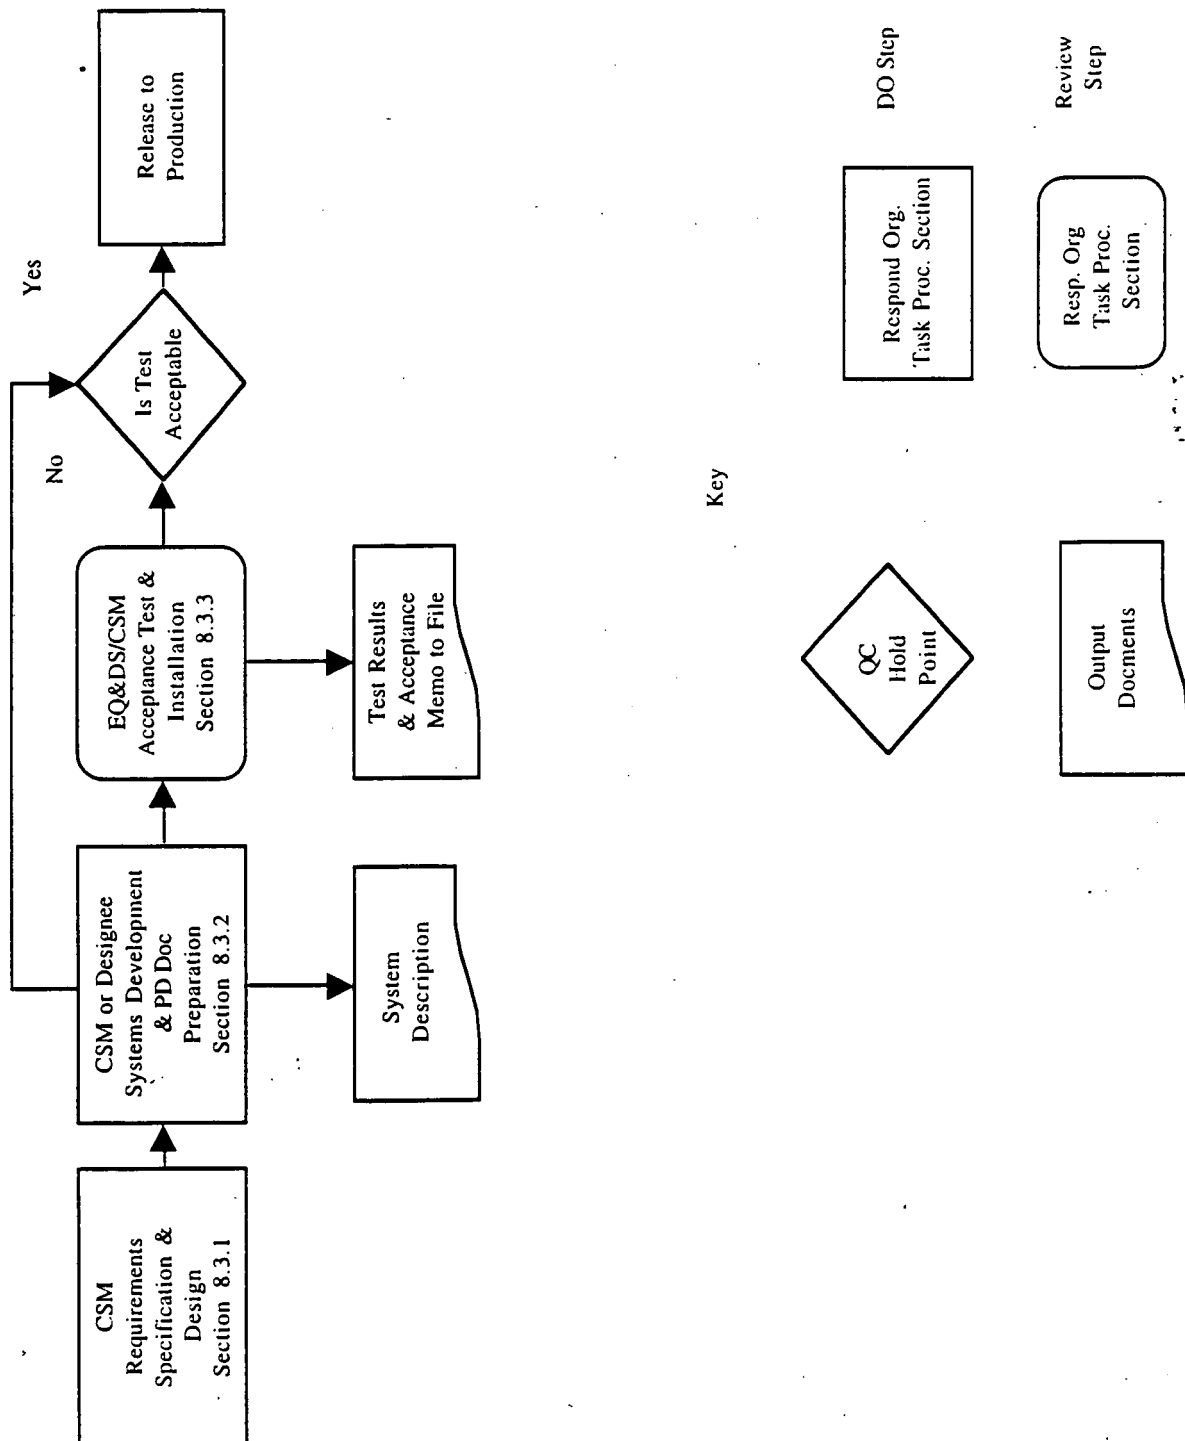 CSM
Requirements
Specification &
Design
Section 8.3.1
CSM or Designee
Systems Development
& PD Doc
Preparation
Section 8.3.2
EQ&DS/CSM
Acceptance Test &
Installation
Section 8.3.3
No
Is Test
Acceptable
Yes
Release to
Production
System
Description
Test Results
& Acceptance
Memo to File
Key
QC
Hold
Point
Respond Org.
Task Proc. Section
DO Step
Output
Docments
Resp. Org
Task Proc.
Section
Review
Step